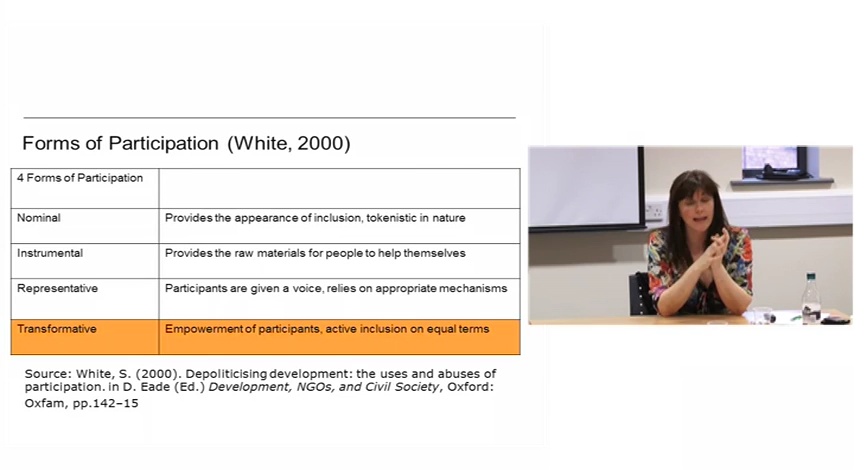 Forms of Participation (White, 2000)
4 Forms of Participation
Nominal
Provides the appearance of inclusion, tokenistic in nature
Instrumental
Provides the raw materials for people to help themselves
Representative
Participants are given a voice, relies on appropriate mechanisms
Transformative
Empowerment of participants, active inclusion on equal terms
Source: White, S. (2000). Depoliticising development: the uses and abuses of
participation. in D. Eade (Ed.) Development, NGOs, and Civil Society, Oxford:
Oxfam, pp.142–15